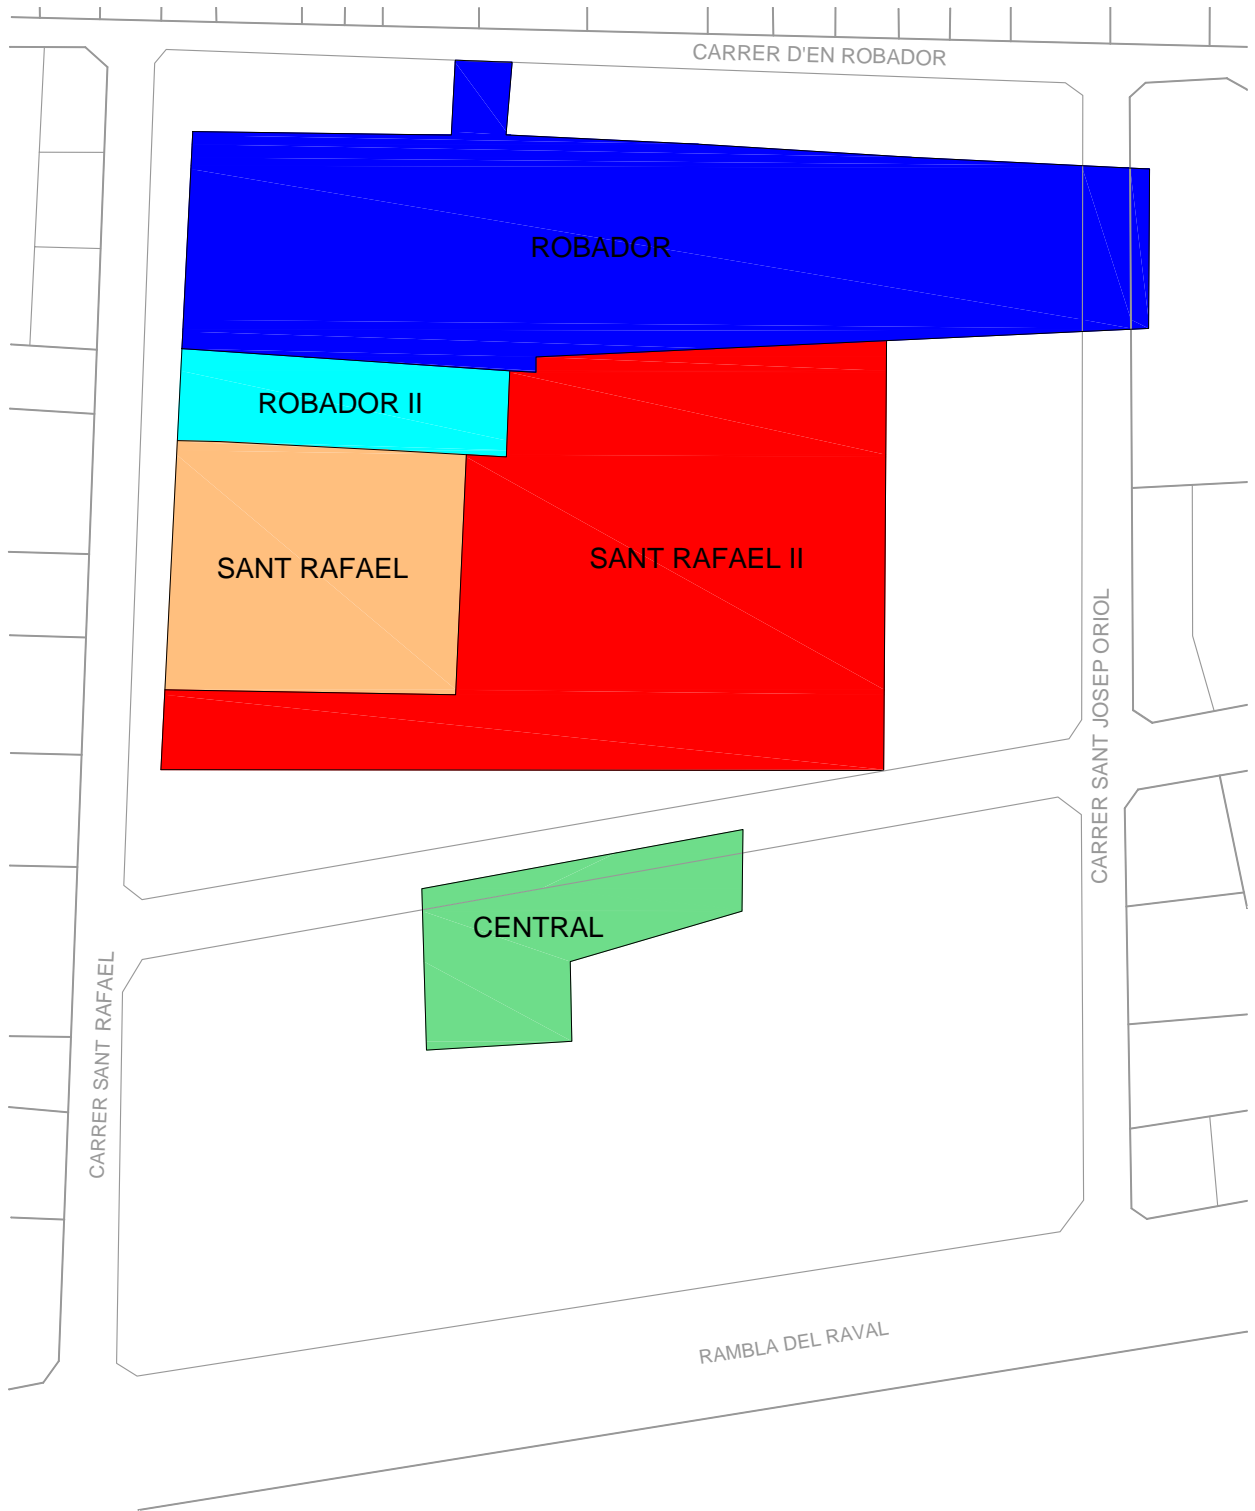 CARRER D'EN ROBADOR
ROBADOR
ROBADOR II
SANT RAFAEL
SANT RAFAEL II
CARRER SANT JOSEP ORIOL
CENTRAL
CARRER SANT RAFAEL
RAMBLA DEL RAVAL